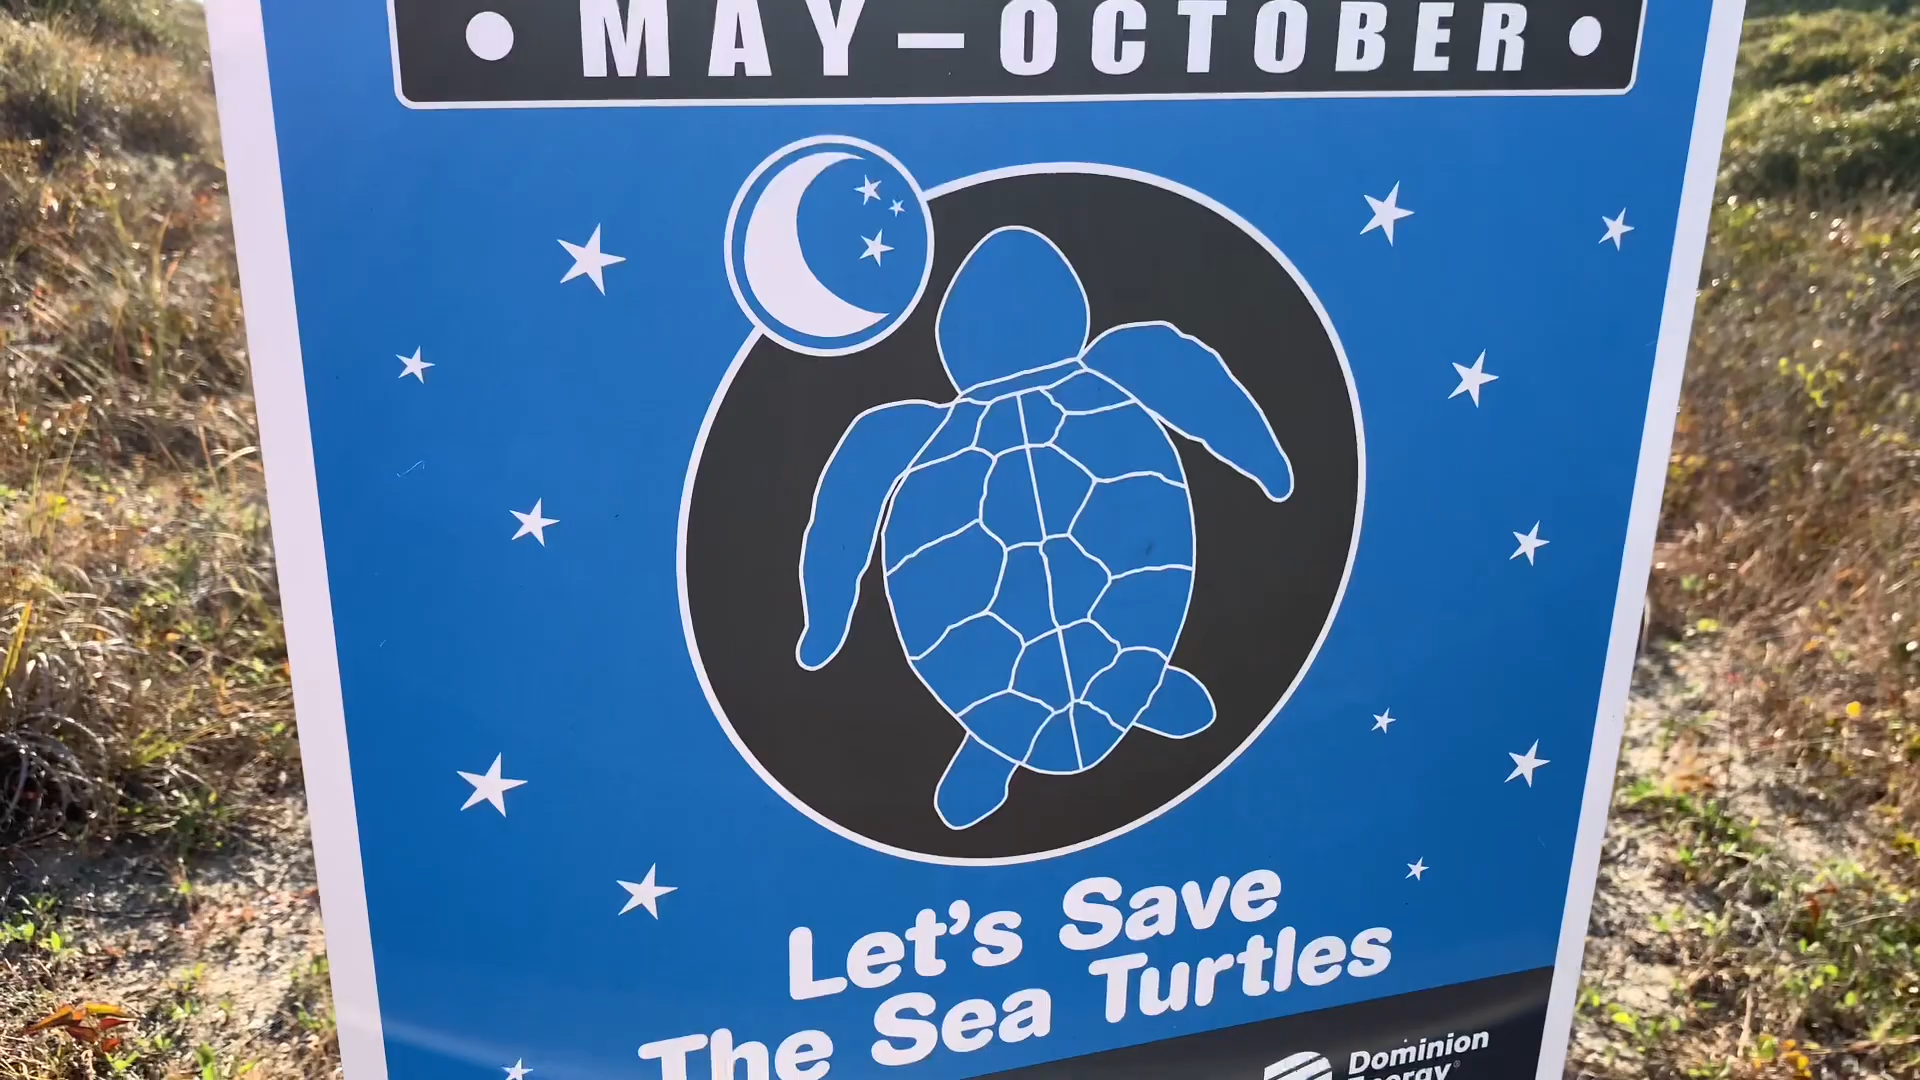 • MAY–OCTOBER •
Let's Save
The Sea Turtles
Dominion
Energy®